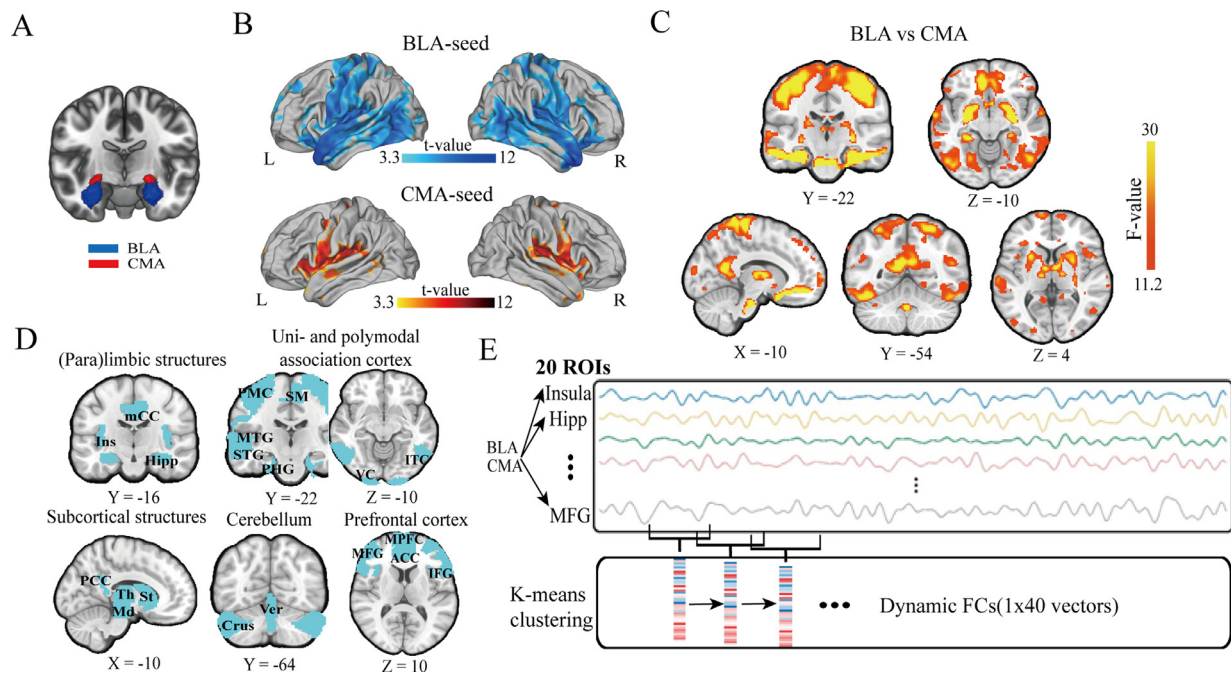 A
BLA
CMA
B
BLA-seed
L
t-value
3.3
12
R
CMA-seed
L
t-value
3.3
12
R
C
BLA vs CMA
Y = -22
Z = -10
X = -10
Y = -54
Z = 4
30
F-value
11.2
D
(Para)limbic structures
mCC
Ins
Hipp
Y = -16
Uni- and polymodal
association cortex
PMC
SM
MTG
STG
PHG
Y = -22
VC
ITC
Z = -10
Subcortical structures
PCC
Th
St
Md
X = -10
Cerebellum
Ver
Crus
Y = -64
Prefrontal cortex
MPFC
MFG
ACC
IFG
Z = 10
E
20 ROIs
Insula
Hipp
BLA
CMA
MFG
K-means
clustering
Dynamic FCs(1x40 vectors)